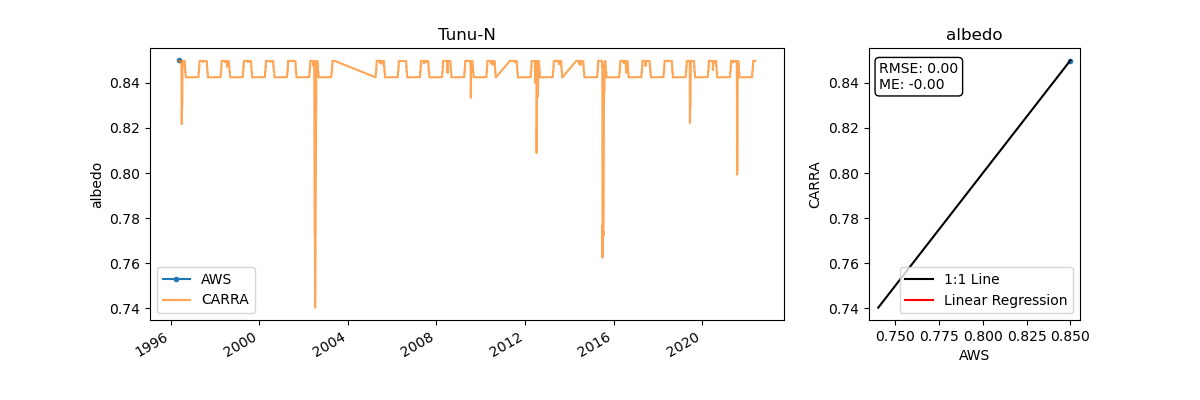 Tunu-N
albedo
0.84
0.82
0.80
0.78
0.76
0.74
albedo
1996
2000
2004
2008
2012
2016
2020
AWS
CARRA
albedo
RMSE: 0.00
ME: -0.00
0.84
0.82
0.80
0.78
0.76
0.74
CARRA
1:1 Line
Linear Regression
0.750 0.775 0.800 0.825 0.850
AWS